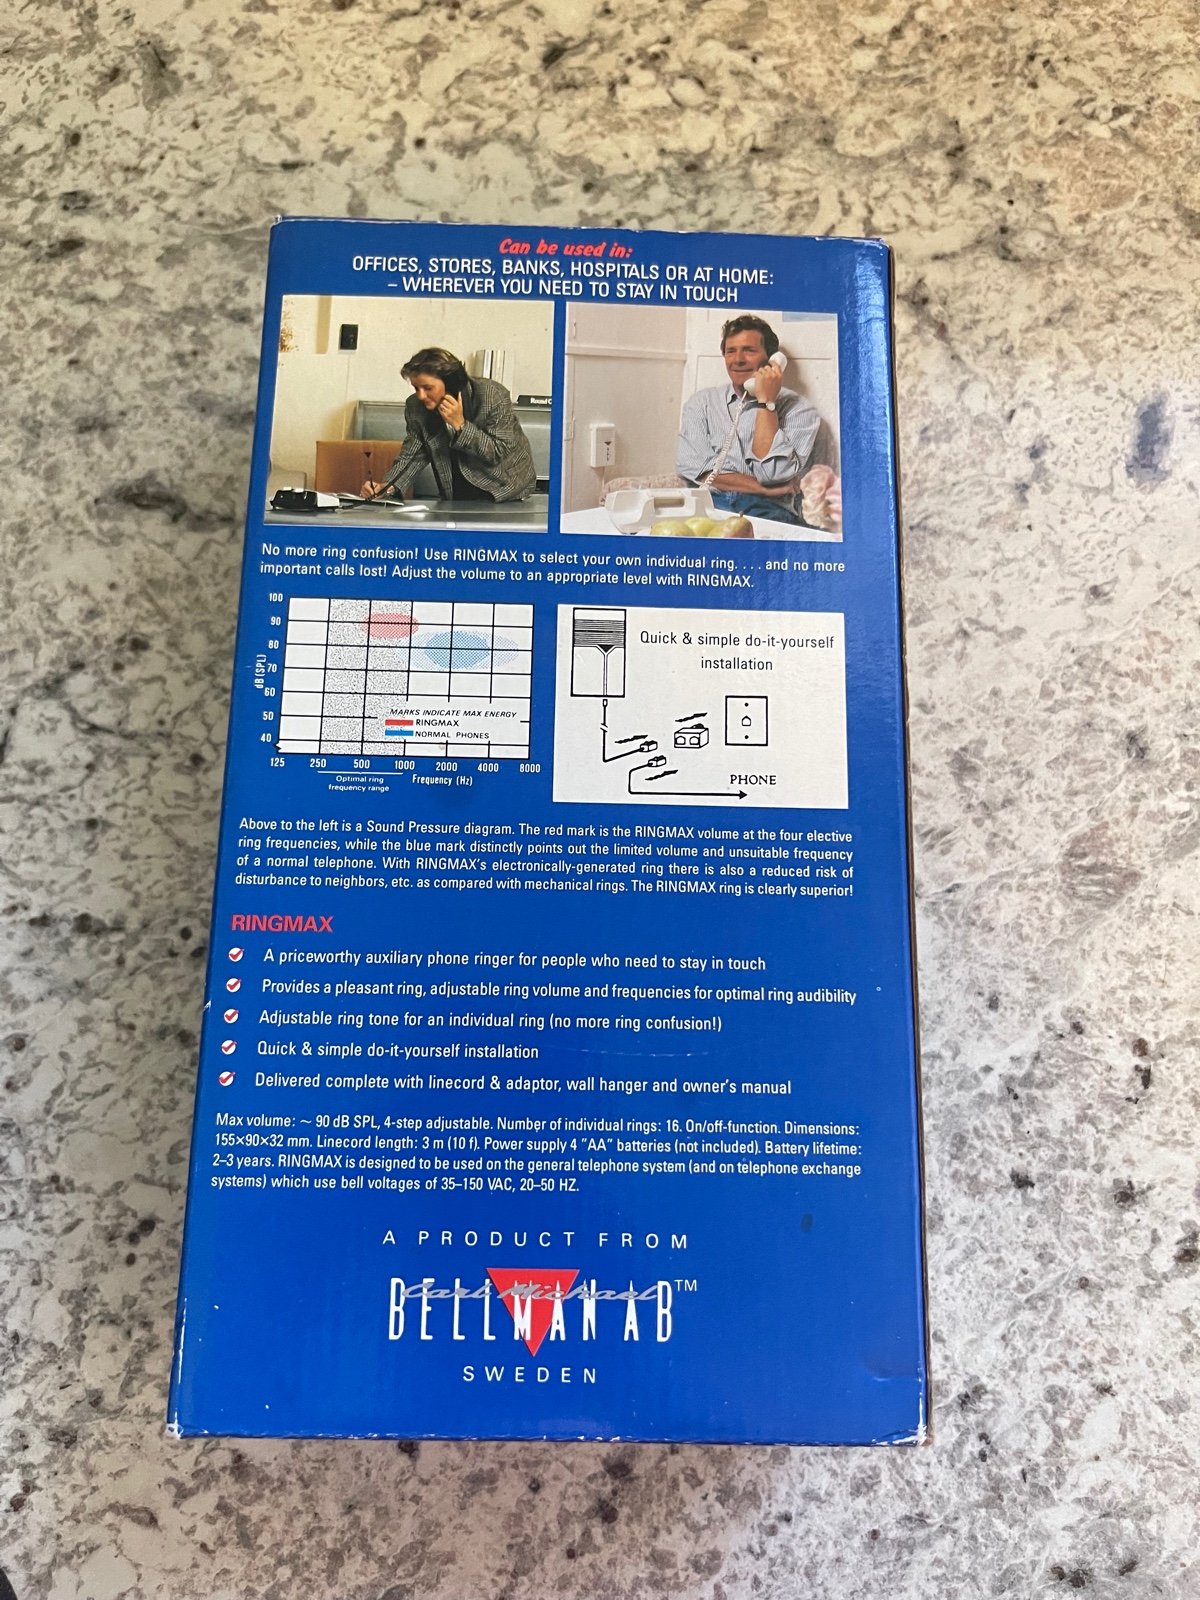 Can be used in:
OFFICES, STORES, BANKS, HOSPITALS OR AT HOME:
– WHEREVER YOU NEED TO STAY IN TOUCH
No more ring confusion! Use RINGMAX to select your own individual ring. . . . and no more
important calls lost! Adjust the volume to an appropriate level with RINGMAX.
100
90
80
70
60
50
40
dB (SPL)
MARKS INDICATE MAX ENERGY
RINGMAX
NORMAL PHONES
125 250 500 1000 2000 4000 8000
Optimal ring
frequency range
Frequency (Hz)
Quick & simple do-it-yourself
installation
PHONE
Above to the left is a Sound Pressure diagram. The red mark is the RINGMAX volume at the four elective
ring frequencies, while the blue mark distinctly points out the limited volume and unsuitable frequency
of a normal telephone. With RINGMAX's electronically-generated ring there is also a reduced risk of
disturbance to neighbors, etc. as compared with mechanical rings. The RINGMAX ring is clearly superior!
RINGMAX
A priceworthy auxiliary phone ringer for people who need to stay in touch
Provides a pleasant ring, adjustable ring volume and frequencies for optimal ring audibility
Adjustable ring tone for an individual ring (no more ring confusion!)
Quick & simple do-it-yourself installation
Delivered complete with linecord & adaptor, wall hanger and owner's manual
Max volume: ~ 90 dB SPL, 4-step adjustable. Number of individual rings: 16. On/off-function. Dimensions:
155×90×32 mm. Linecord length: 3 m (10 f). Power supply 4 "AA" batteries (not included). Battery lifetime:
2–3 years. RINGMAX is designed to be used on the general telephone system (and on telephone exchange
systems) which use bell voltages of 35–150 VAC, 20–50 HZ.
A PRODUCT FROM
Carl Michael
BELLMAN AB™
SWEDEN